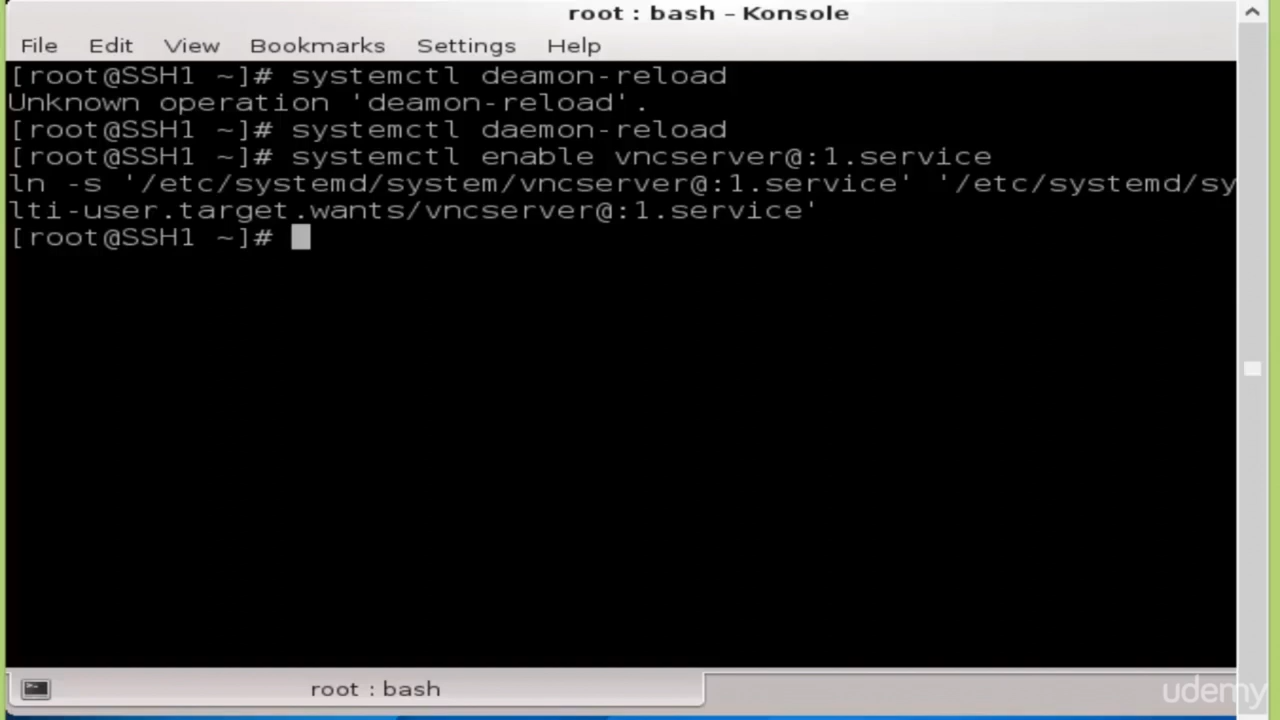 root : bash – Konsole
File Edit View Bookmarks Settings Help
[root@SSH1 ~]# systemctl deamon-reload
Unknown operation 'deamon-reload'.
[root@SSH1 ~]# systemctl daemon-reload
[root@SSH1 ~]# systemctl enable vncserver@:1.service
ln -s '/etc/systemd/system/vncserver@:1.service' '/etc/systemd/sy
lti-user.target.wants/vncserver@:1.service'
[root@SSH1 ~]#
root : bash
udemy